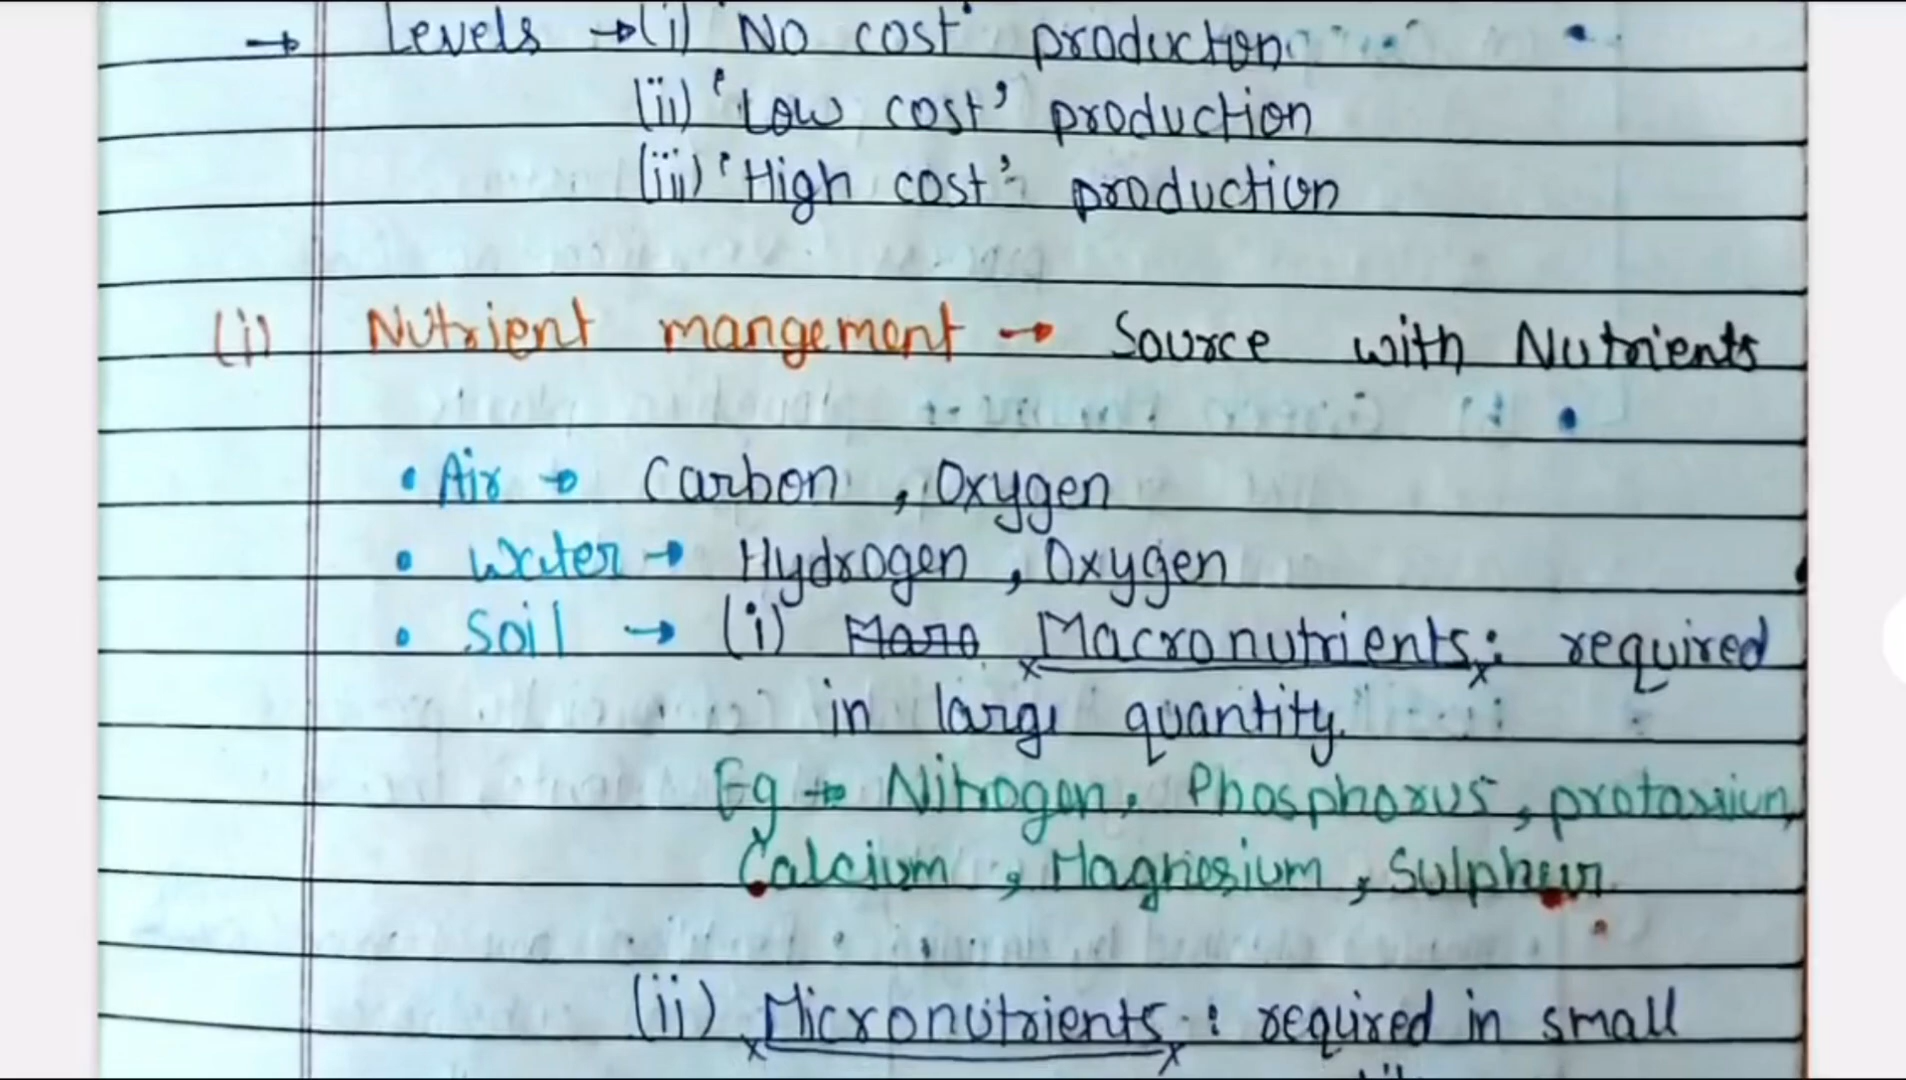 → Levels → (i) 'No cost' production.
(ii) 'Low cost' production
(iii) 'High cost' production
(i) Nutrient mangement → Source with Nutrients
• Air → Carbon, Oxygen
• Water → Hydrogen, Oxygen
• Soil → (i) Macronutrients: required
in large quantity.
Eg → Nitrogen, Phosphorus, protassium,
Calcium, Magnesium, Sulpheur.
(ii) Micronutrients: required in small